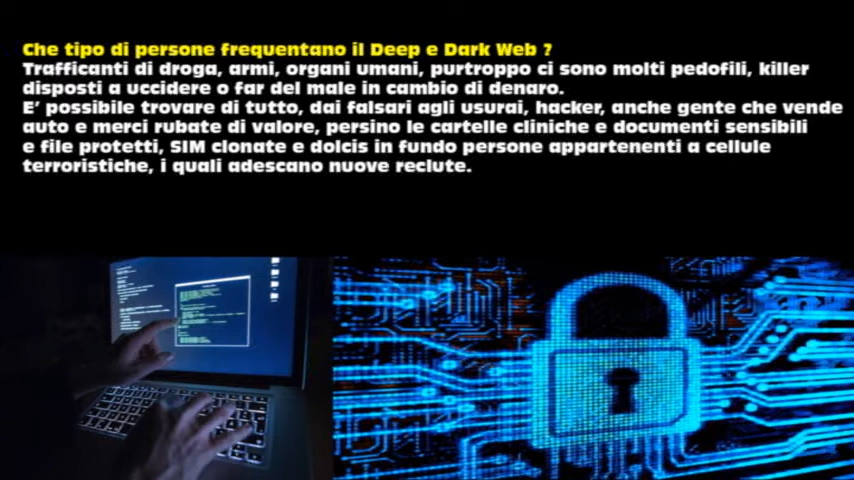 Che tipo di persone frequentano il Deep e Dark Web ?
Trafficanti di droga, armi, organi umani, purtroppo ci sono molti pedofili, killer
disposti a uccidere o far del male in cambio di denaro.
E' possibile trovare di tutto, dai falsari agli usurai, hacker, anche gente che vende
auto e merci rubate di valore, persino le cartelle cliniche e documenti sensibili
e file protetti, SIM clonate e dolcis in fundo persone appartenenti a cellule
terroristiche, i quali adescano nuove reclute.